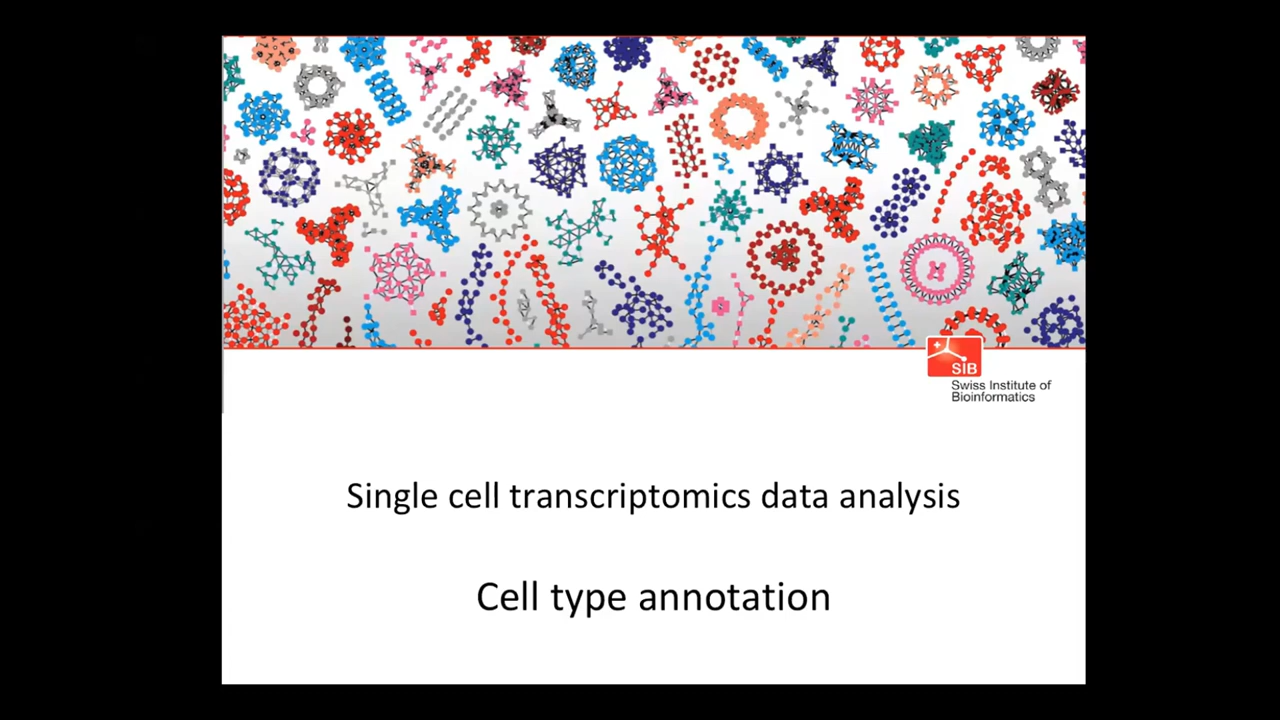 SIB
Swiss Institute of
Bioinformatics
Single cell transcriptomics data analysis
Cell type annotation